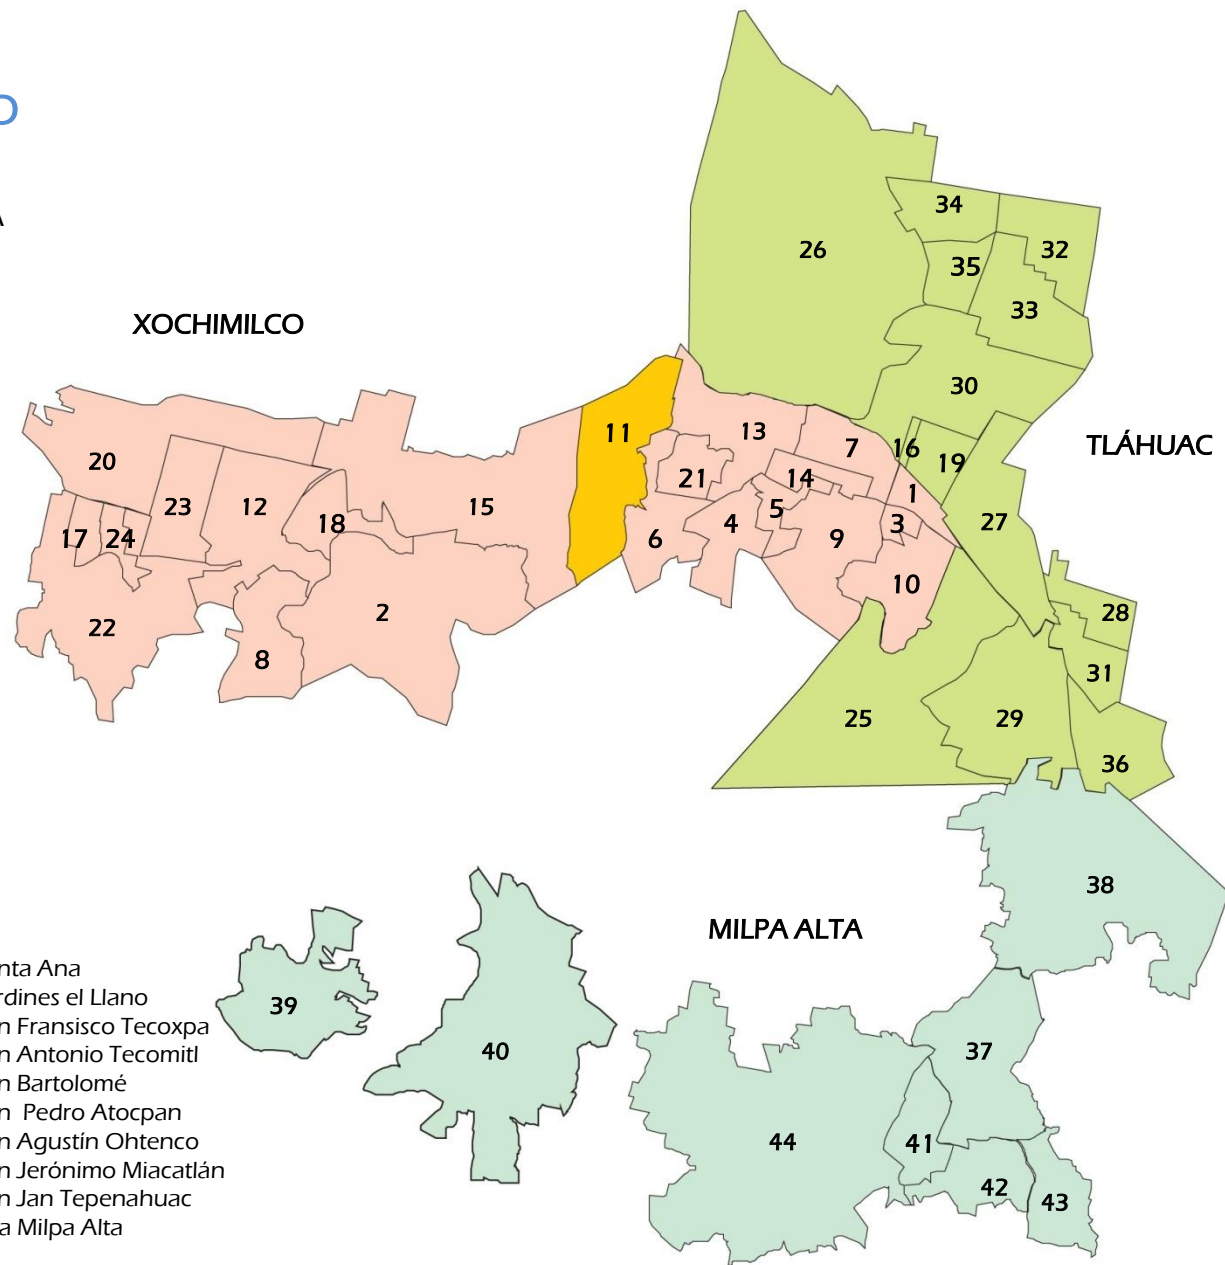 D
A
XOCHIMILCO
TLÁHUAC
MILPA ALTA
34
26
32
35
33
30
11
13
7
16
19
20
21
14
1
23
12
15
5
3
27
17
24
18
6
4
9
10
28
22
2
8
31
25
29
36
38
39
40
37
44
41
42
43
nta Ana
rdines el Llano
n Fransisco Tecoxpa
n Antonio Tecomitl
n Bartolomé
n Pedro Atocpan
n Agustín Ohtenco
n Jerónimo Miacatlán
n Jan Tepenahuac
a Milpa Alta